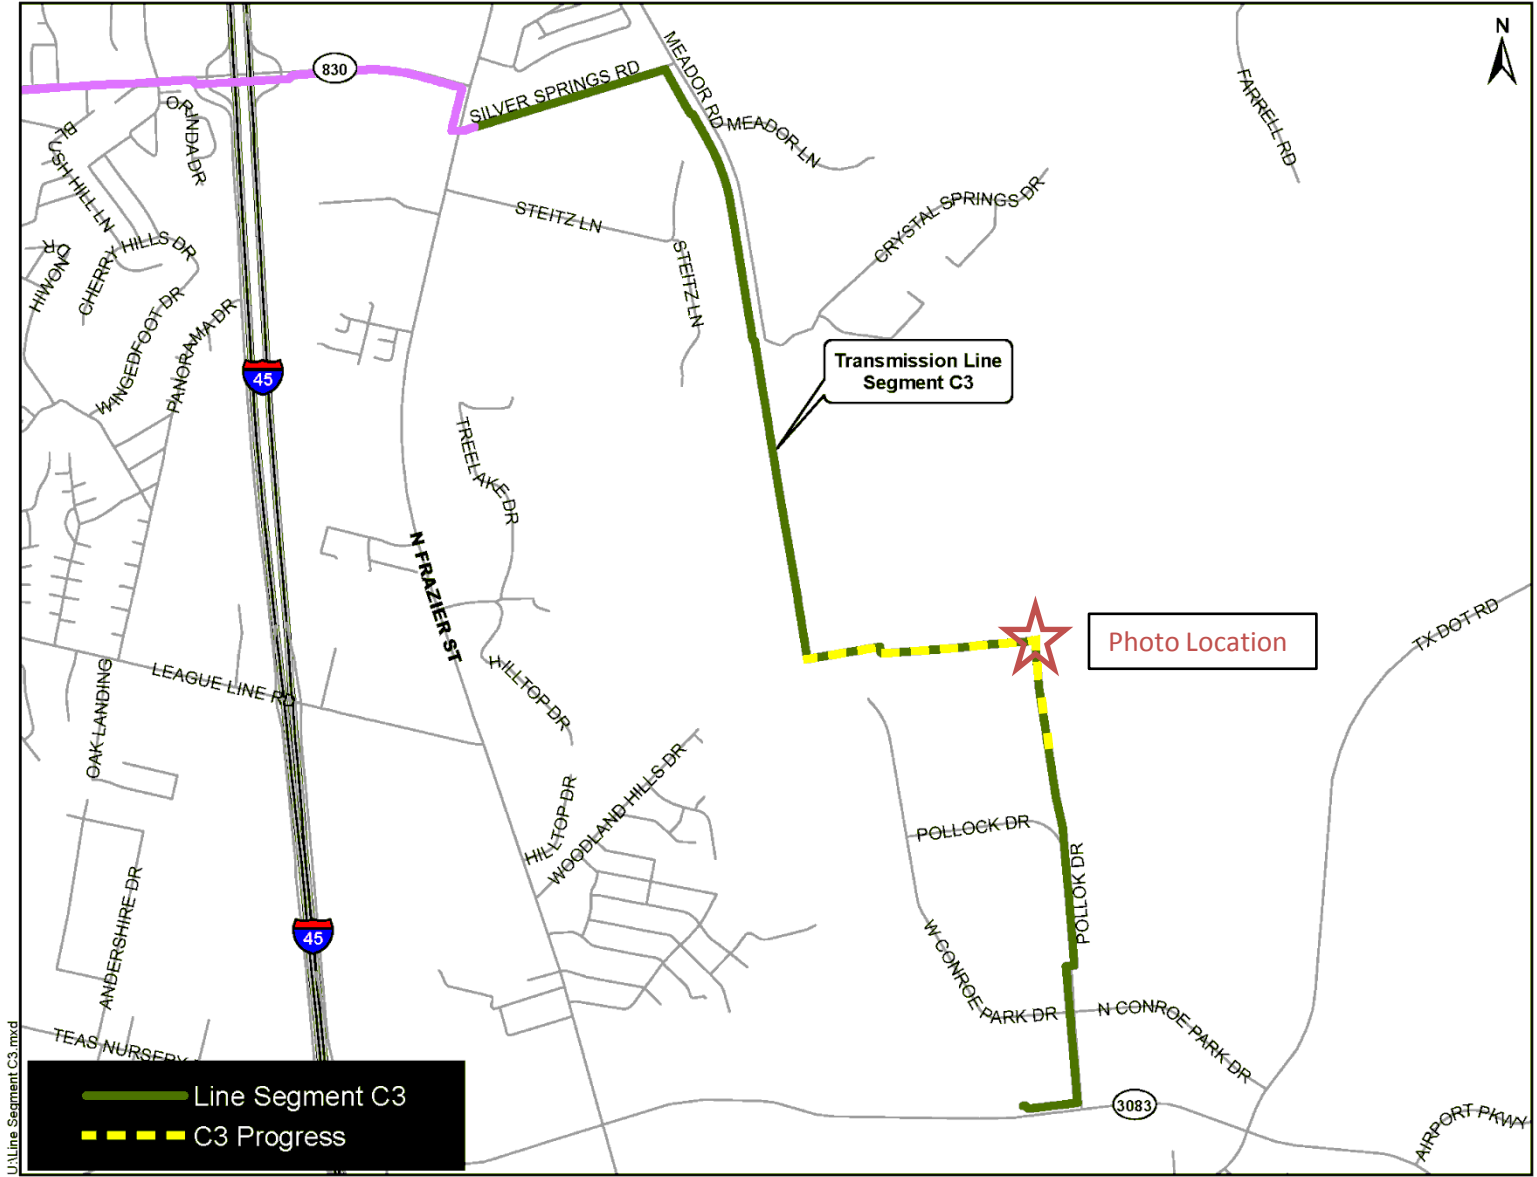 N
830
SILVER SPRINGS RD
MEADOR RD
MEADOR LN
FARRELL RD
ORINDA DR
BLUSH HILL LN
STEITZ LN
CRYSTAL SPRINGS DR
CHERRY HILLS DR
HIWON DR
STEITZ LN
WINGEDFOOT DR
PANORAMA DR
45
Transmission Line
Segment C3
TREELAKE DR
N FRAZIER ST
TX DOT RD
Photo Location
LEAGUE LINE RD
OAK LANDING
HILLTOP DR
HILLTOP DR
WOODLAND HILLS DR
POLLOCK DR
POLLOK DR
ANDERSHIRE DR
45
W CONROE PARK DR
N CONROE PARK DR
TEAS NURSERY
3083
AIRPORT PKWY
Line Segment C3
C3 Progress
U:\Line Segment C3.mxd